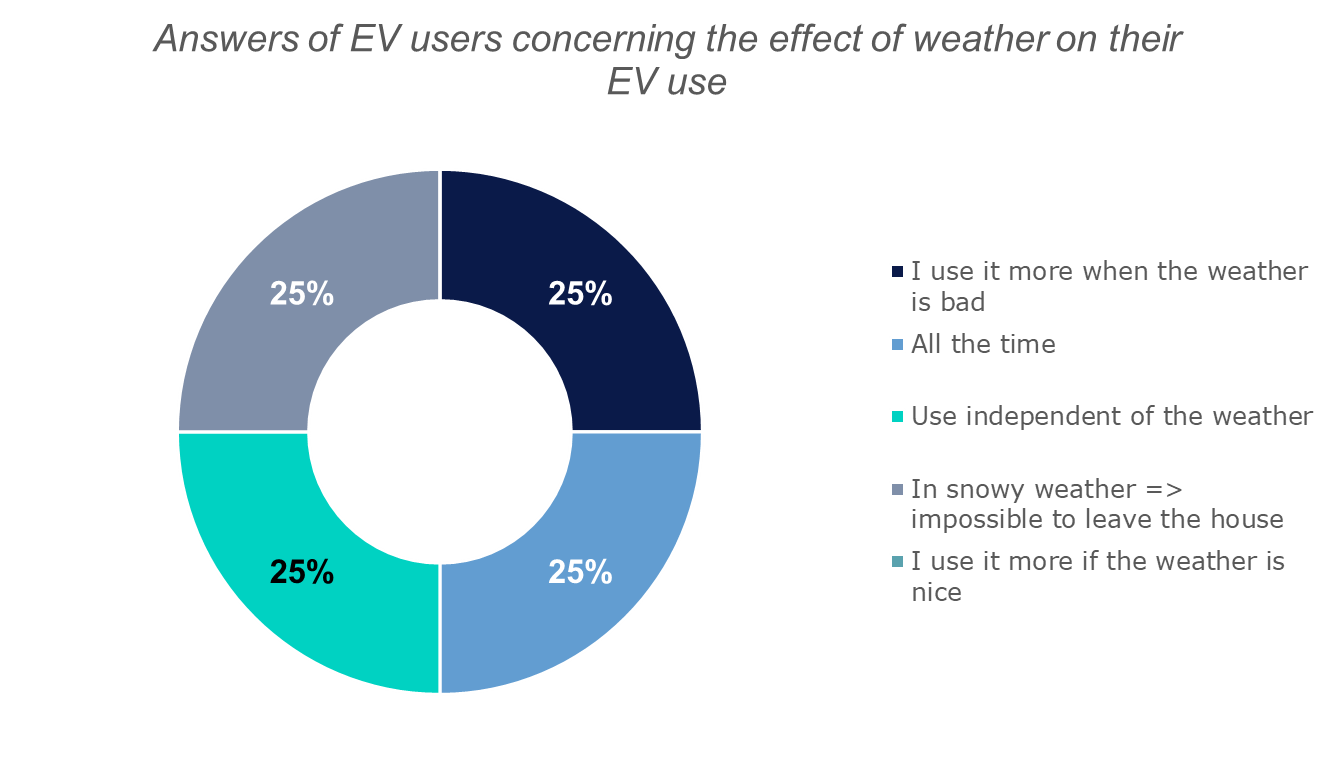 Answers of EV users concerning the effect of weather on their
EV use
25%
25%
25%
25%
I use it more when the weather
is bad
All the time
Use independent of the weather
In snowy weather =>
impossible to leave the house
I use it more if the weather is
nice